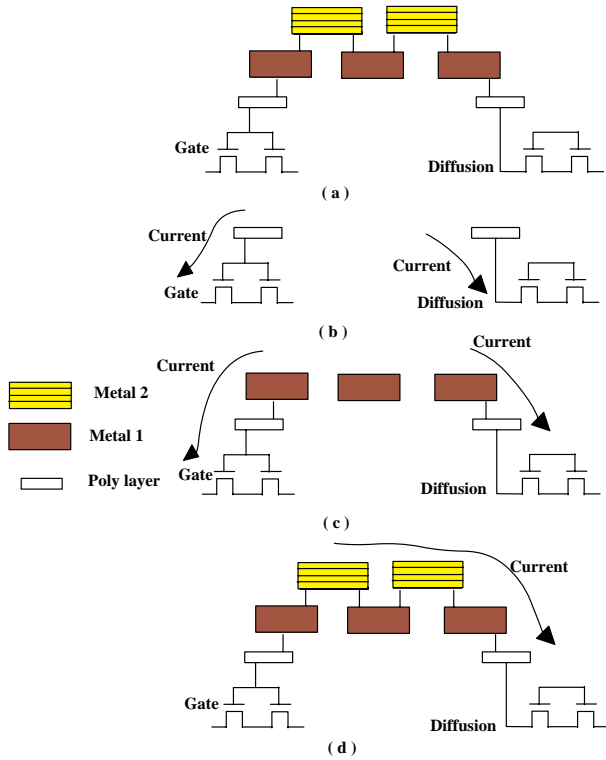 Gate
Diffusion
( a )
Current
Current
Gate
Diffusion
( b )
Current
Current
Metal 2
Metal 1
Poly layer
Gate
Diffusion
( c )
Current
Gate
Diffusion
( d )